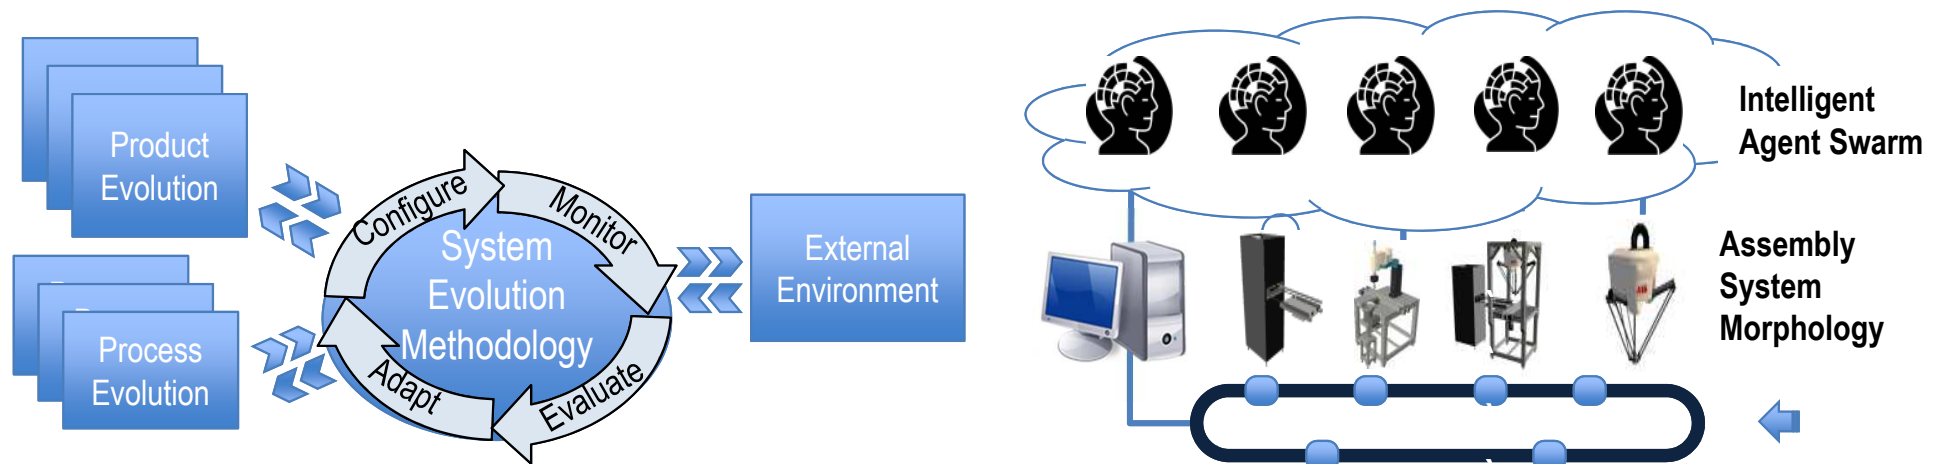 Product
Evolution
Process
Evolution
Configure
Monitor
Evaluate
Adapt
System
Evolution
Methodology
External
Environment
Intelligent
Agent Swarm
Assembly
System
Morphology